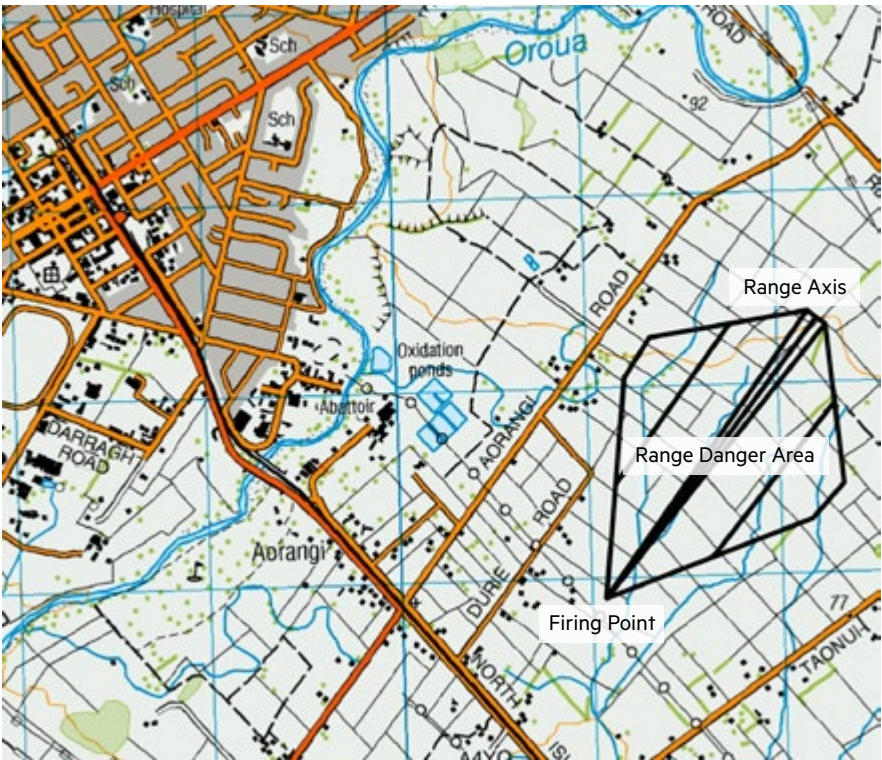 Hospital
Sch
Sch
Sch
Oroua
ROAD
92
Range Axis
ROAD
Oxidation
ponds
Abattoir
AORANGI
Range Danger Area
DARRAGH
ROAD
ROAD
Aorangi
DURIE
Firing Point
77
TAONUI
NORTH